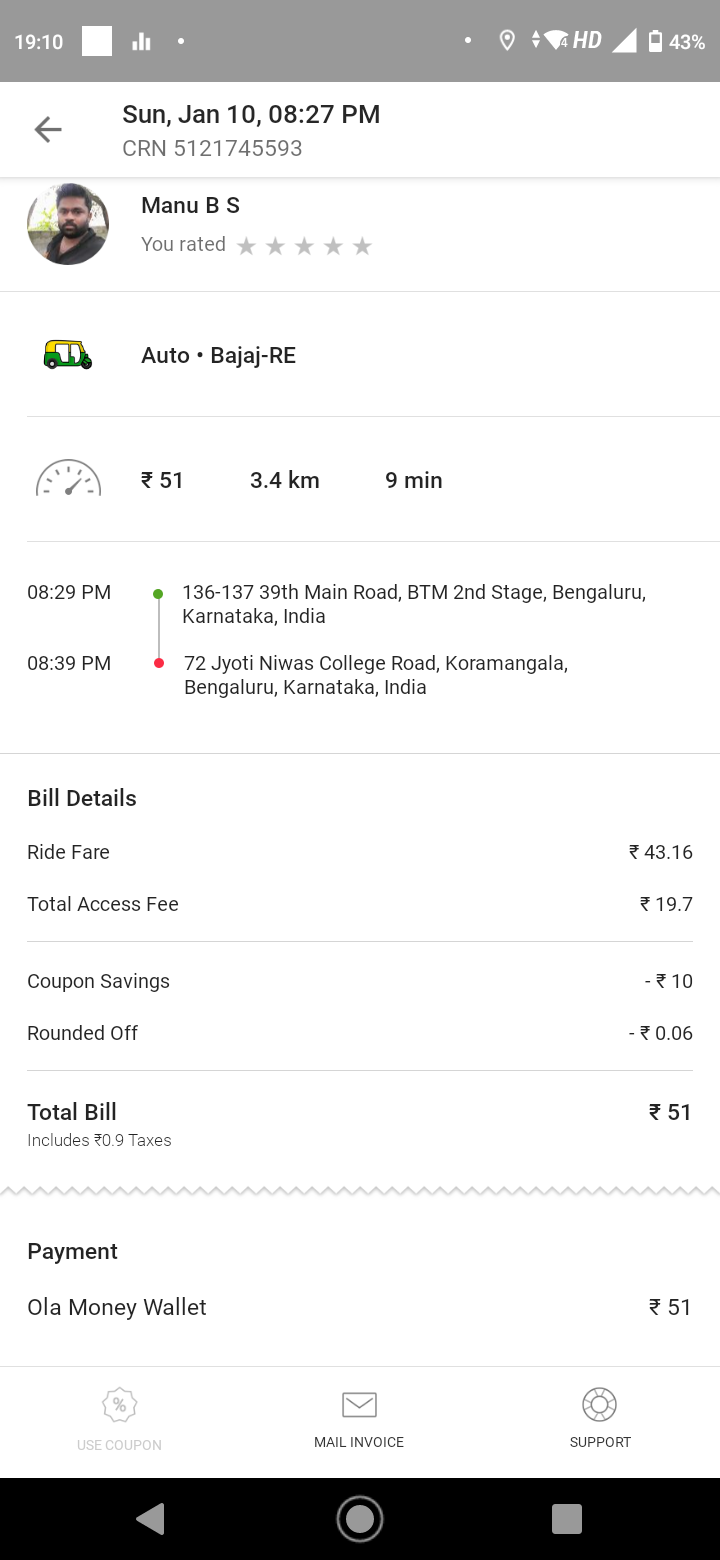 19:10
4 HD 43%
Sun, Jan 10, 08:27 PM
CRN 5121745593
Manu B S
You rated
Auto • Bajaj-RE
₹ 51 3.4 km 9 min
08:29 PM 136-137 39th Main Road, BTM 2nd Stage, Bengaluru,
Karnataka, India
08:39 PM 72 Jyoti Niwas College Road, Koramangala,
Bengaluru, Karnataka, India
Bill Details
Ride Fare ₹ 43.16
Total Access Fee ₹ 19.7
Coupon Savings - ₹ 10
Rounded Off - ₹ 0.06
Total Bill ₹ 51
Includes ₹0.9 Taxes
Payment
Ola Money Wallet ₹ 51
%
USE COUPON MAIL INVOICE SUPPORT